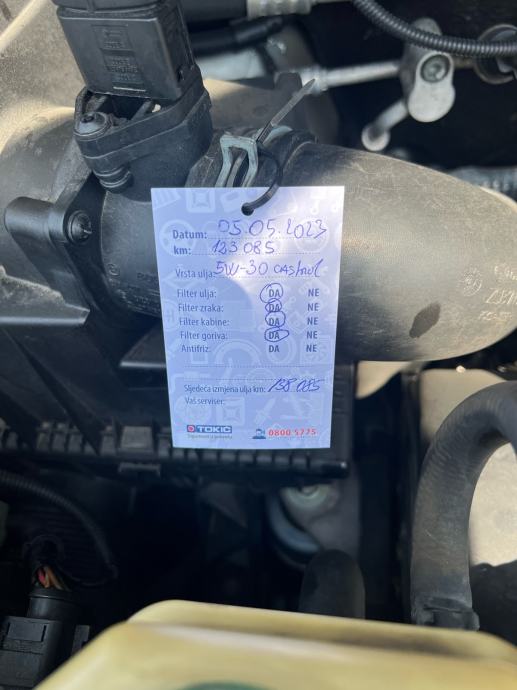 Datum: 05.05.2023
km: 123 085
Vrsta ulja: 5W-30 castrol
Filter ulja: DA NE
Filter zraka: DA NE
Filter kabine: DA NE
Filter goriva: DA NE
Antifriz: DA NE
Sljedeća izmjena ulja km: 138 085
Vaš serviser:
TOKIĆ 0800 5775